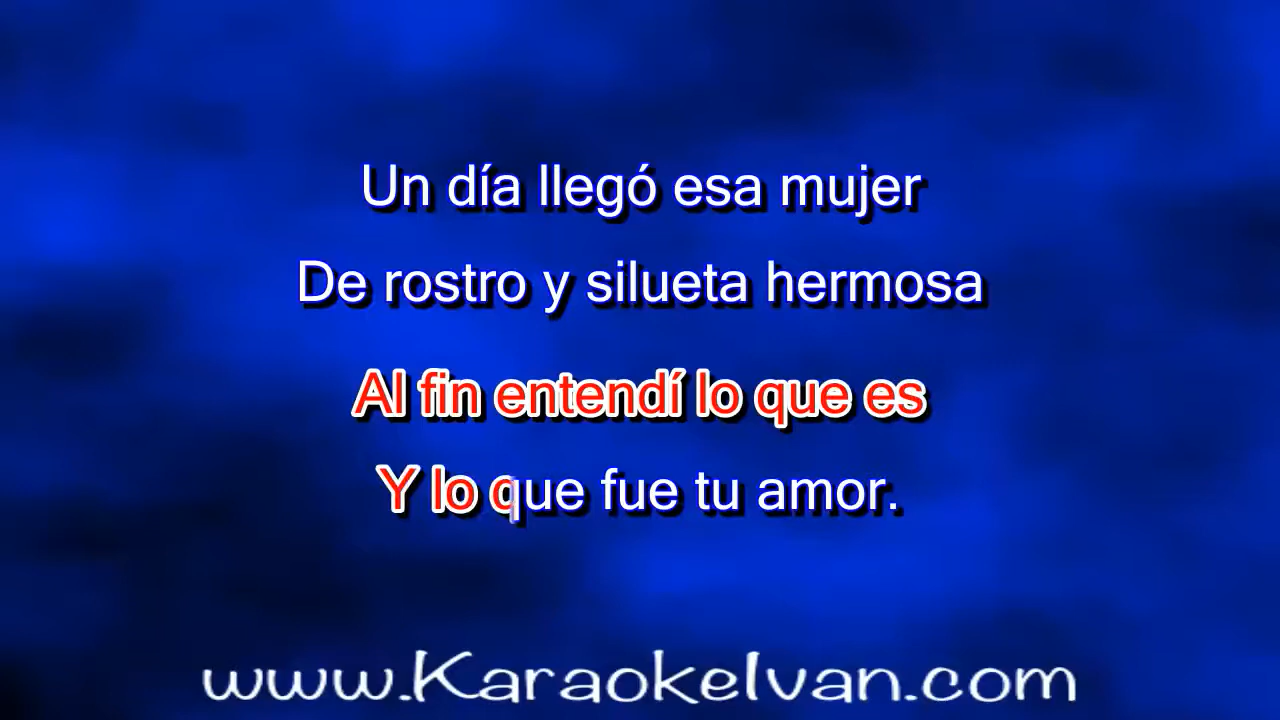 Un día llegó esa mujer
De rostro y silueta hermosa
Al fin entendí lo que es
Y lo que fue tu amor.
www.KaraokeIvan.com